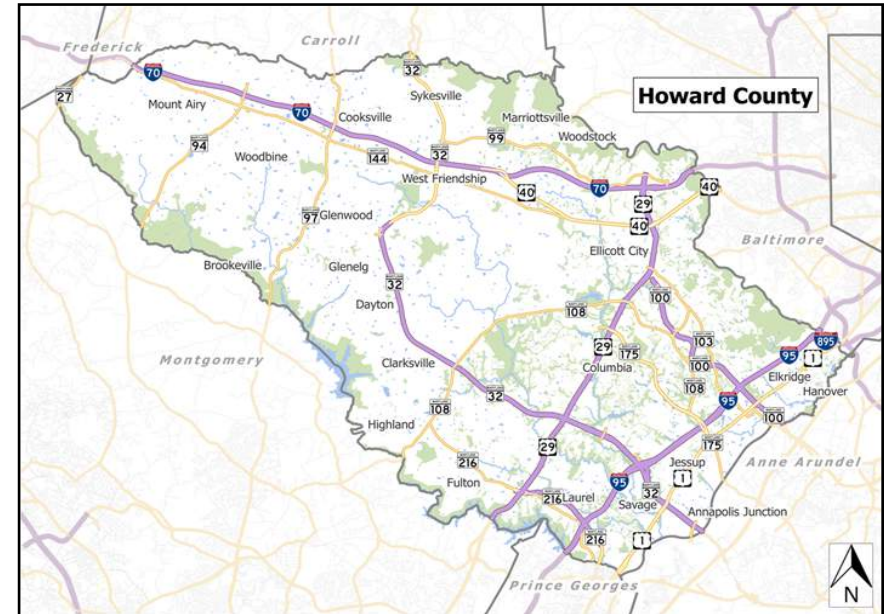 Frederick
Carroll
70
32
Howard County
27
Mount Airy
70
Sykesville
Marriottsville
Cooksville
99
Woodstock
94
144
32
Woodbine
West Friendship
40
70
29
40
97
Glenwood
40
Baltimore
Ellicott City
Brookeville
Glenelg
32
100
Dayton
108
103
895
29
175
95
1
Montgomery
Clarksville
Columbia
100
Elkridge
108
Hanover
32
95
108
100
Highland
29
175
216
Jessup
Anne Arundel
Fulton
95
1
32
216
Laurel
Savage
Annapolis Junction
216
1
Prince Georges
N